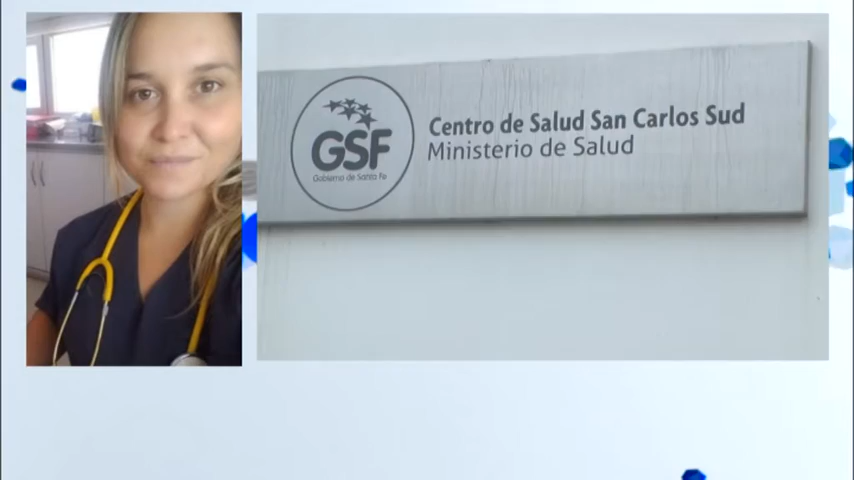 GSF
Gobierno de Santa Fe
Centro de Salud San Carlos Sud
Ministerio de Salud